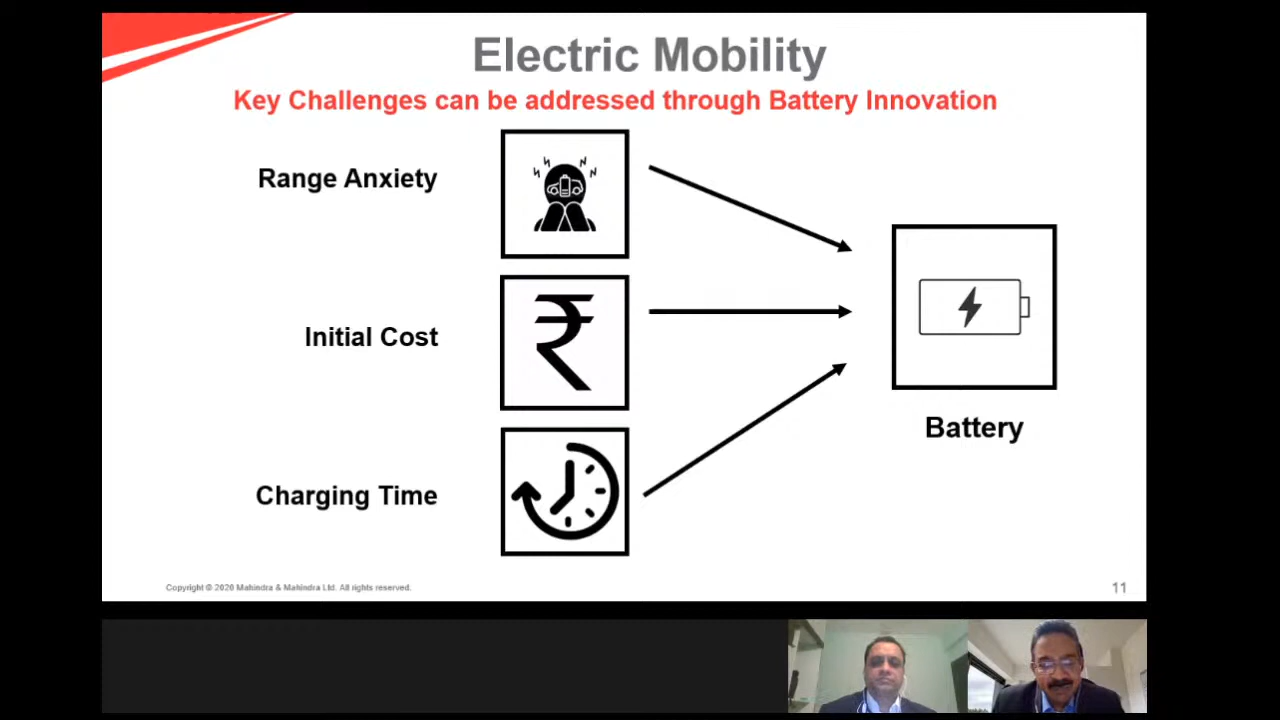 Electric Mobility
Key Challenges can be addressed through Battery Innovation
Range Anxiety
₹
Initial Cost
Charging Time
Battery
Copyright © 2020 Mahindra & Mahindra Ltd. All rights reserved.
11